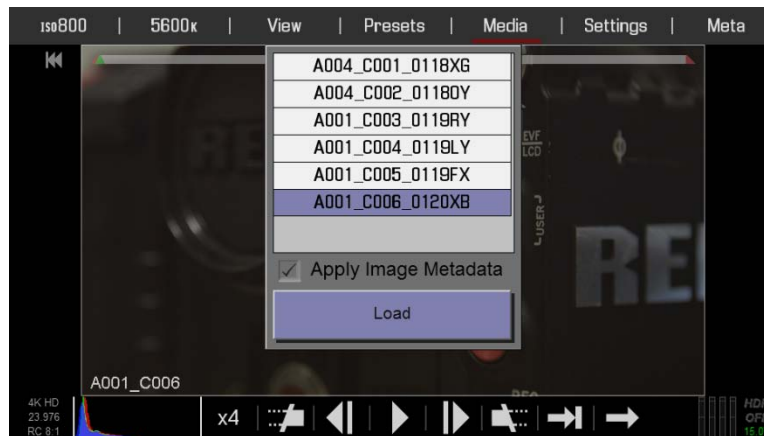 ISO800 | 5600K | View | Presets | Media | Settings | Meta
A004_C001_0118XG
A004_C002_0118OY
A001_C003_0119RY
A001_C004_0119LY
A001_C005_0119FX
A001_C006_0120XB
EVF
LCD
USER
Apply Image Metadata
RE
Load
A001_C006
4K HD
23.976
RC 8:1
x4